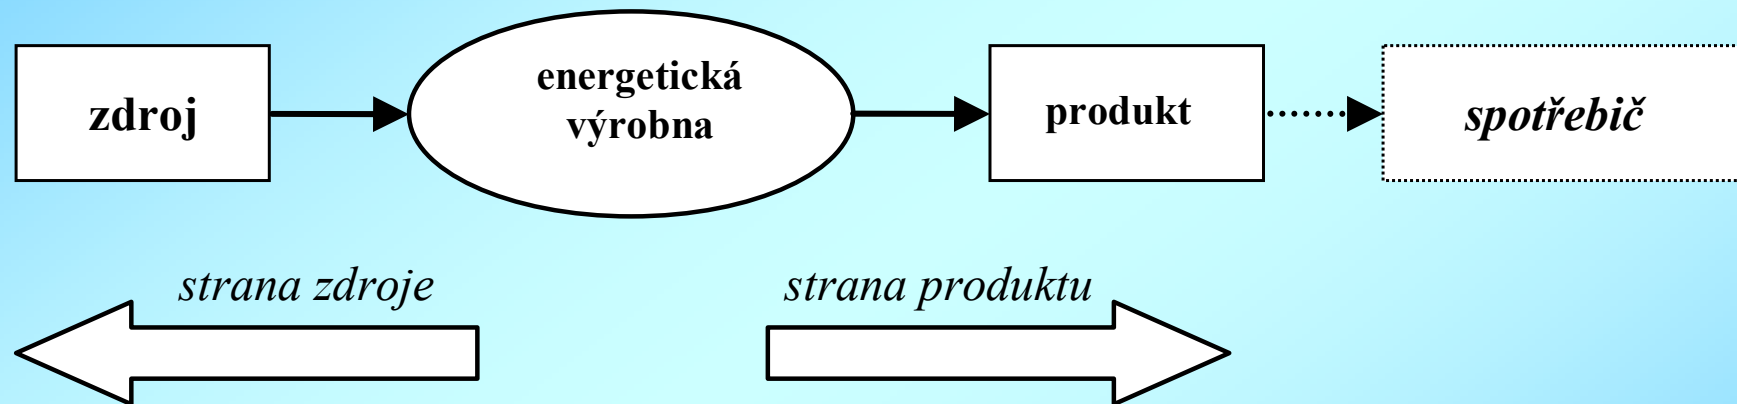 zdroj
energetická
výrobna
produkt
spotřebič
strana zdroje
strana produktu